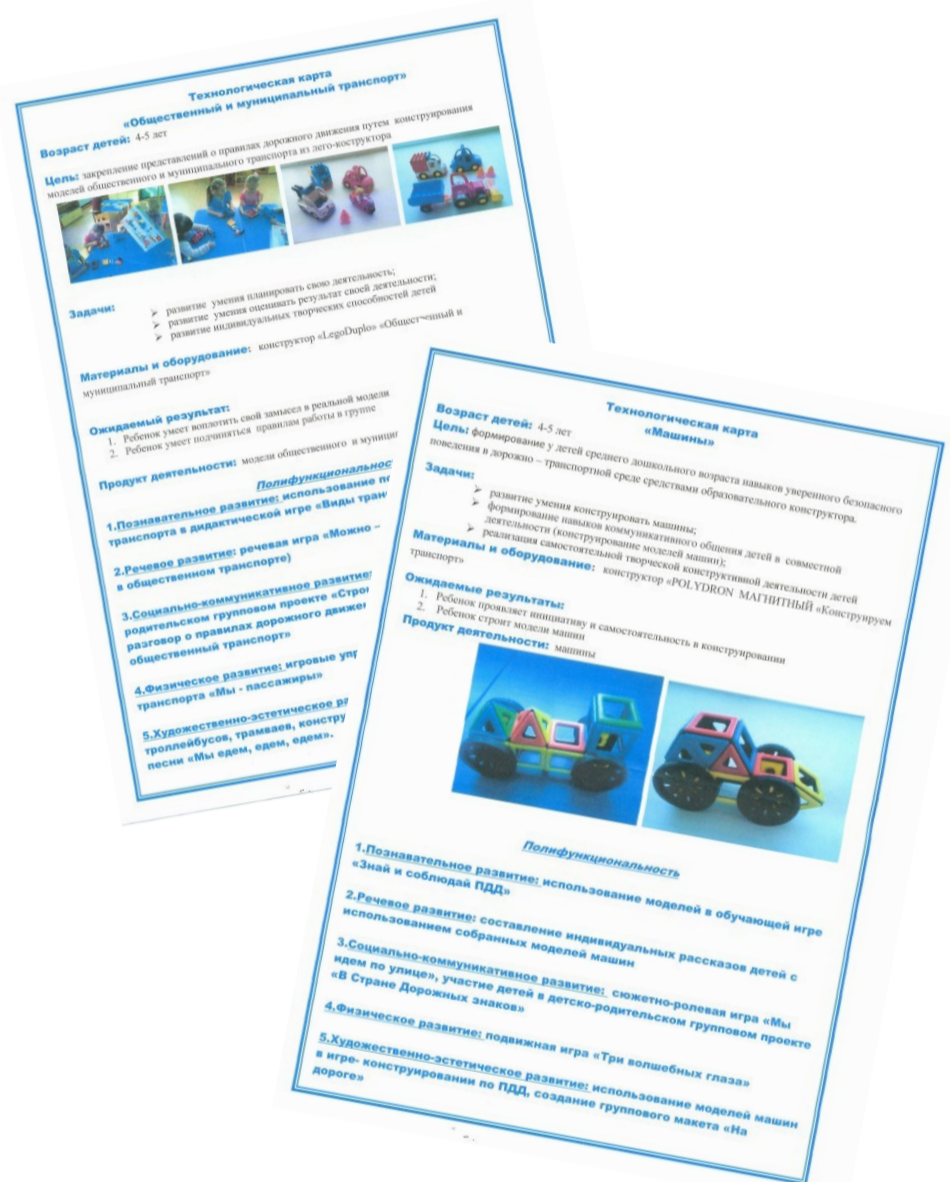 Технологическая карта
«Общественный и муниципальный транспорт»
Возраст детей: 4-5 лет
Цель: закрепление представлений о правилах дорожного движения путем конструирования
моделей общественного и муниципального транспорта из лего-коструктора
Задачи:
➢ развитие умения планировать свою деятельность;
➢ развитие умения оценивать результат своей деятельности;
➢ развитие индивидуальных творческих способностей детей
Материалы и оборудование: конструктор «LegoDuplo» «Общественный и
муниципальный транспорт»
Ожидаемый результат:
1. Ребенок умеет воплотить свой замысел в реальной модели
2. Ребенок умеет подчиняться правилам работы в группе
Продукт деятельности: модели общественного и
Полифункциональнос
1.Познавательное развитие: использование
транспорта в дидактической игре «Виды
2.Речевое развитие: речевая игра «Можно –
в общественном транспорте)
3.Социально-коммуникативное развитие:
родительском групповом проекте
разговор о правилах дорожного
общественный транспорт»
4.Физическое развитие: игровые
транспорта «Мы - пассажиры»
5.Художественно-эстетическое
троллейбусов, трамваев,
песни «Мы едем, едем, едем».
Технологическая карта
«Машины»
Возраст детей: 4-5 лет
Цель: формирование у детей среднего дошкольного возраста навыков уверенного безопасного
поведения в дорожно – транспортной среде средствами образовательного конструктора.
Задачи:
➢ развитие умения конструировать машины;
➢ формирование навыков коммуникативного общения детей в совместной
деятельности (конструирование моделей машин);
➢ реализация самостоятельной творческой конструктивной деятельности детей
Материалы и оборудование: конструктор «POLYDRON МАГНИТНЫЙ «Конструируем
транспорт»
Ожидаемые результаты:
1. Ребенок проявляет инициативу и самостоятельность в конструировании
2. Ребенок строит модели машин
Продукт деятельности: машины
Полифункциональность
1.Познавательное развитие: использование моделей в обучающей игре
«Знай и соблюдай ПДД»
2.Речевое развитие: составление индивидуальных рассказов детей с
использованием собранных моделей машин
3.Социально-коммуникативное развитие: сюжетно-ролевая игра «Мы
идем по улице», участие детей в детско-родительском групповом проекте
«В Стране Дорожных знаков»
4.Физическое развитие: подвижная игра «Три волшебных глаза»
5.Художественно-эстетическое развитие: использование моделей машин
в игре- конструировании по ПДД, создание группового макета «На
дороге»